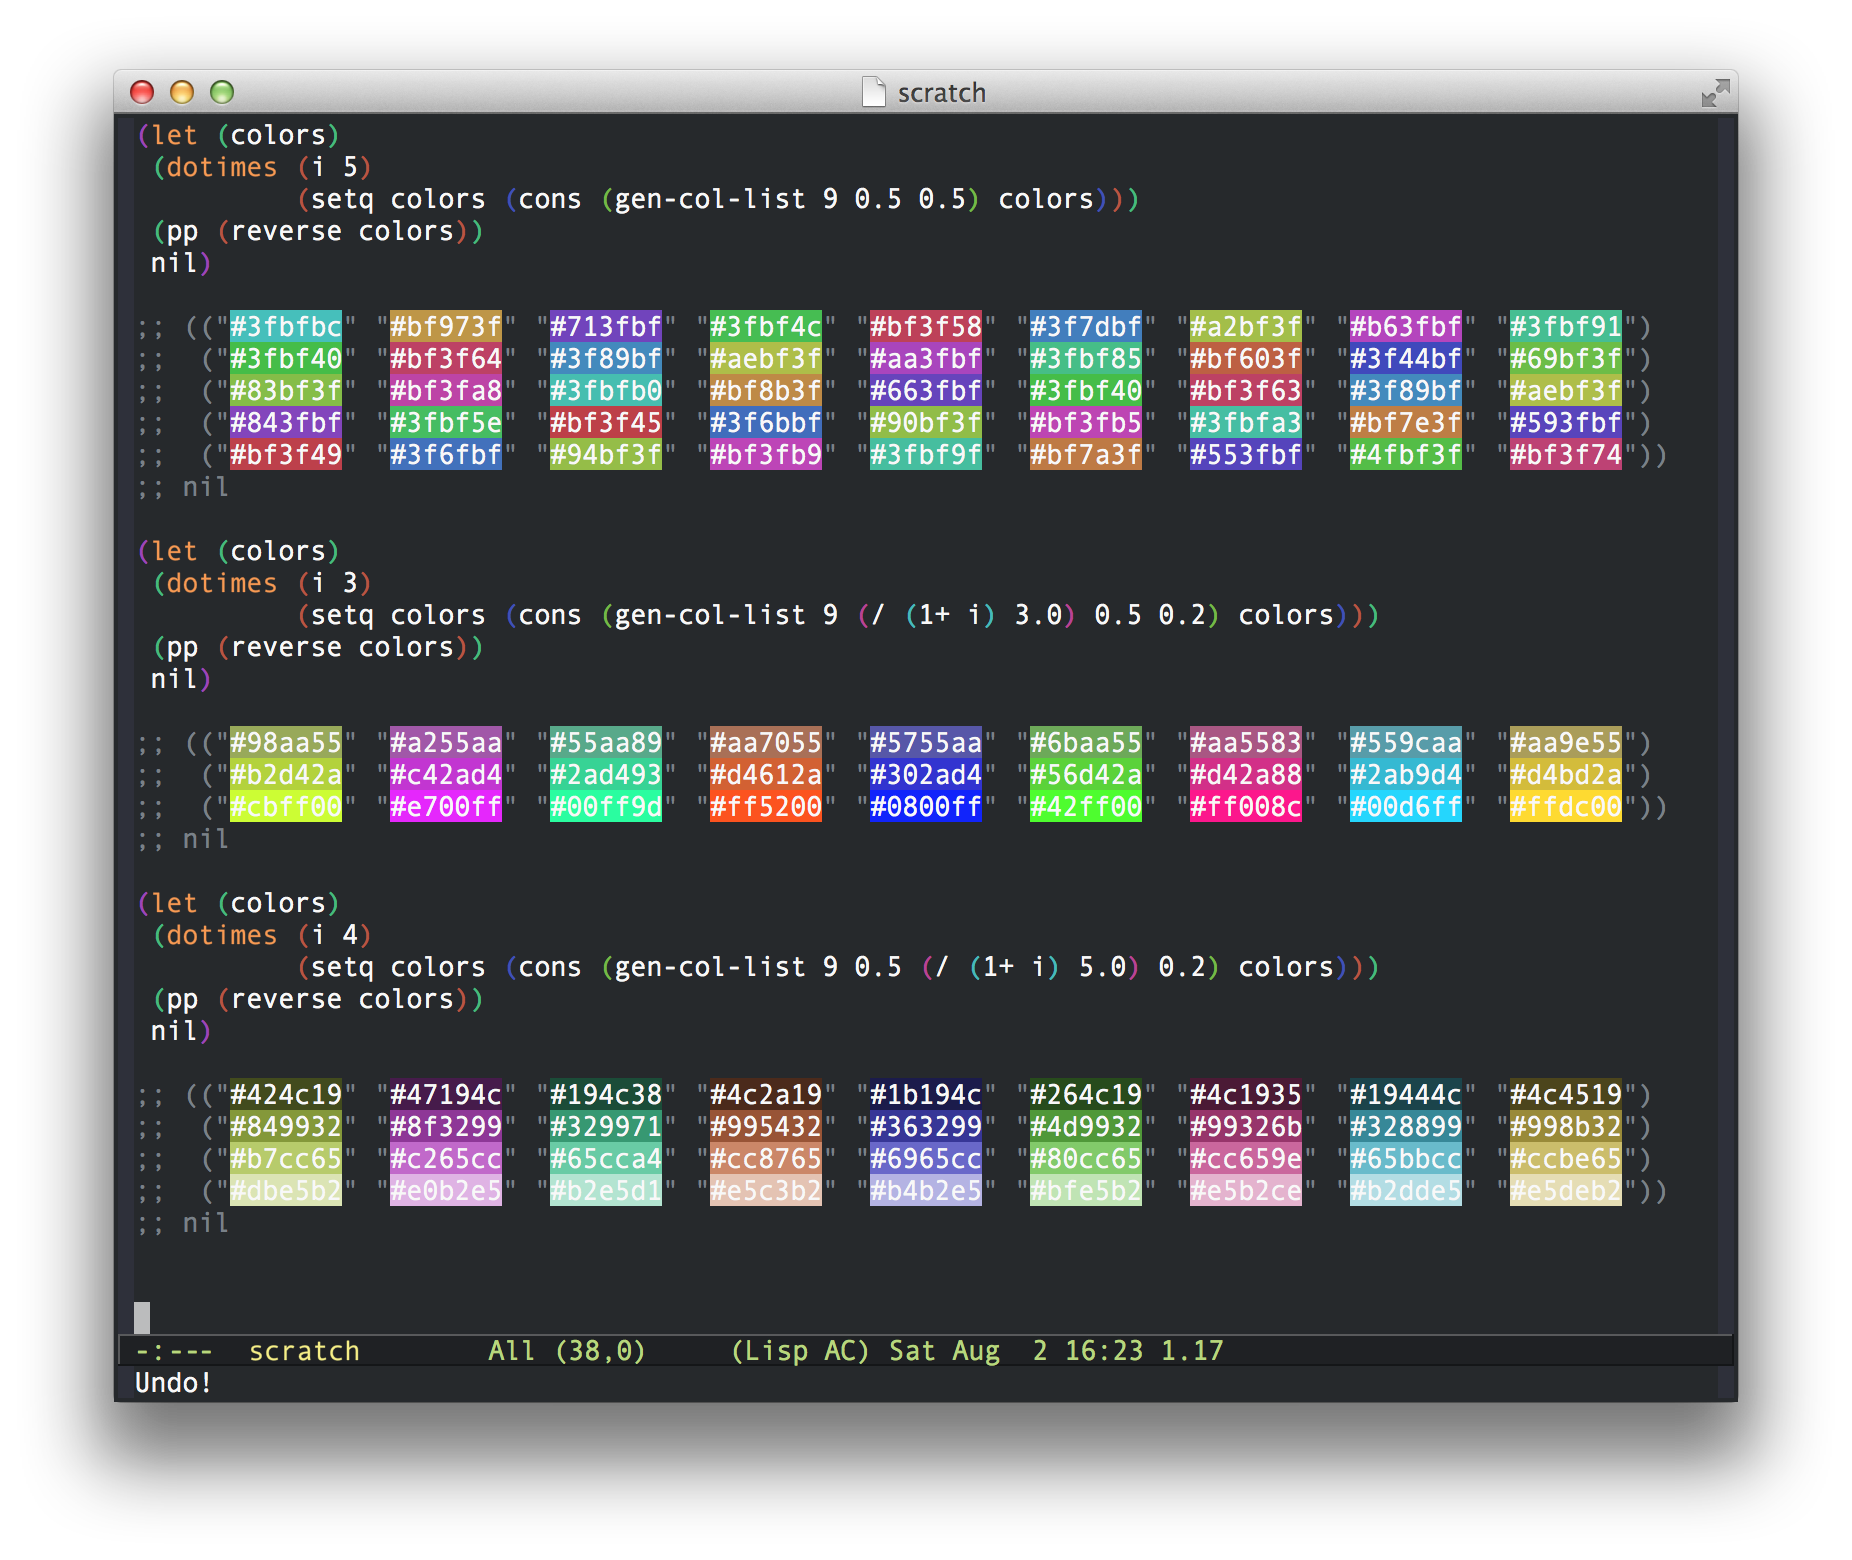 scratch
(let (colors)
 (dotimes (i 5)
          (setq colors (cons (gen-col-list 9 0.5 0.5) colors)))
 (pp (reverse colors))
 nil)
;; (("#3fbfbc" "#bf973f" "#713fbf" "#3fbf4c" "#bf3f58" "#3f7dbf" "#a2bf3f" "#b63fbf" "#3fbf91")
;;  ("#3fbf40" "#bf3f64" "#3f89bf" "#aebf3f" "#aa3fbf" "#3fbf85" "#bf603f" "#3f44bf" "#69bf3f")
;;  ("#83bf3f" "#bf3fa8" "#3fbfb0" "#bf8b3f" "#663fbf" "#3fbf40" "#bf3f63" "#3f89bf" "#aebf3f")
;;  ("#843fbf" "#3fbf5e" "#bf3f45" "#3f6bbf" "#90bf3f" "#bf3fb5" "#3fbfa3" "#bf7e3f" "#593fbf")
;;  ("#bf3f49" "#3f6fbf" "#94bf3f" "#bf3fb9" "#3fbf9f" "#bf7a3f" "#553fbf" "#4fbf3f" "#bf3f74"))
;; nil
(let (colors)
 (dotimes (i 3)
          (setq colors (cons (gen-col-list 9 (/ (1+ i) 3.0) 0.5 0.2) colors)))
 (pp (reverse colors))
 nil)
;; (("#98aa55" "#a255aa" "#55aa89" "#aa7055" "#5755aa" "#6baa55" "#aa5583" "#559caa" "#aa9e55")
;;  ("#b2d42a" "#c42ad4" "#2ad493" "#d4612a" "#302ad4" "#56d42a" "#d42a88" "#2ab9d4" "#d4bd2a")
;;  ("#cbff00" "#e700ff" "#00ff9d" "#ff5200" "#0800ff" "#42ff00" "#ff008c" "#00d6ff" "#ffdc00"))
;; nil
(let (colors)
 (dotimes (i 4)
          (setq colors (cons (gen-col-list 9 0.5 (/ (1+ i) 5.0) 0.2) colors)))
 (pp (reverse colors))
 nil)
;; (("#424c19" "#47194c" "#194c38" "#4c2a19" "#1b194c" "#264c19" "#4c1935" "#19444c" "#4c4519")
;;  ("#849932" "#8f3299" "#329971" "#995432" "#363299" "#4d9932" "#99326b" "#328899" "#998b32")
;;  ("#b7cc65" "#c265cc" "#65cca4" "#cc8765" "#6965cc" "#80cc65" "#cc659e" "#65bbcc" "#ccbe65")
;;  ("#dbe5b2" "#e0b2e5" "#b2e5d1" "#e5c3b2" "#b4b2e5" "#bfe5b2" "#e5b2ce" "#b2dde5" "#e5deb2"))
;; nil
-:---  scratch        All (38,0)     (Lisp AC) Sat Aug  2 16:23 1.17
Undo!